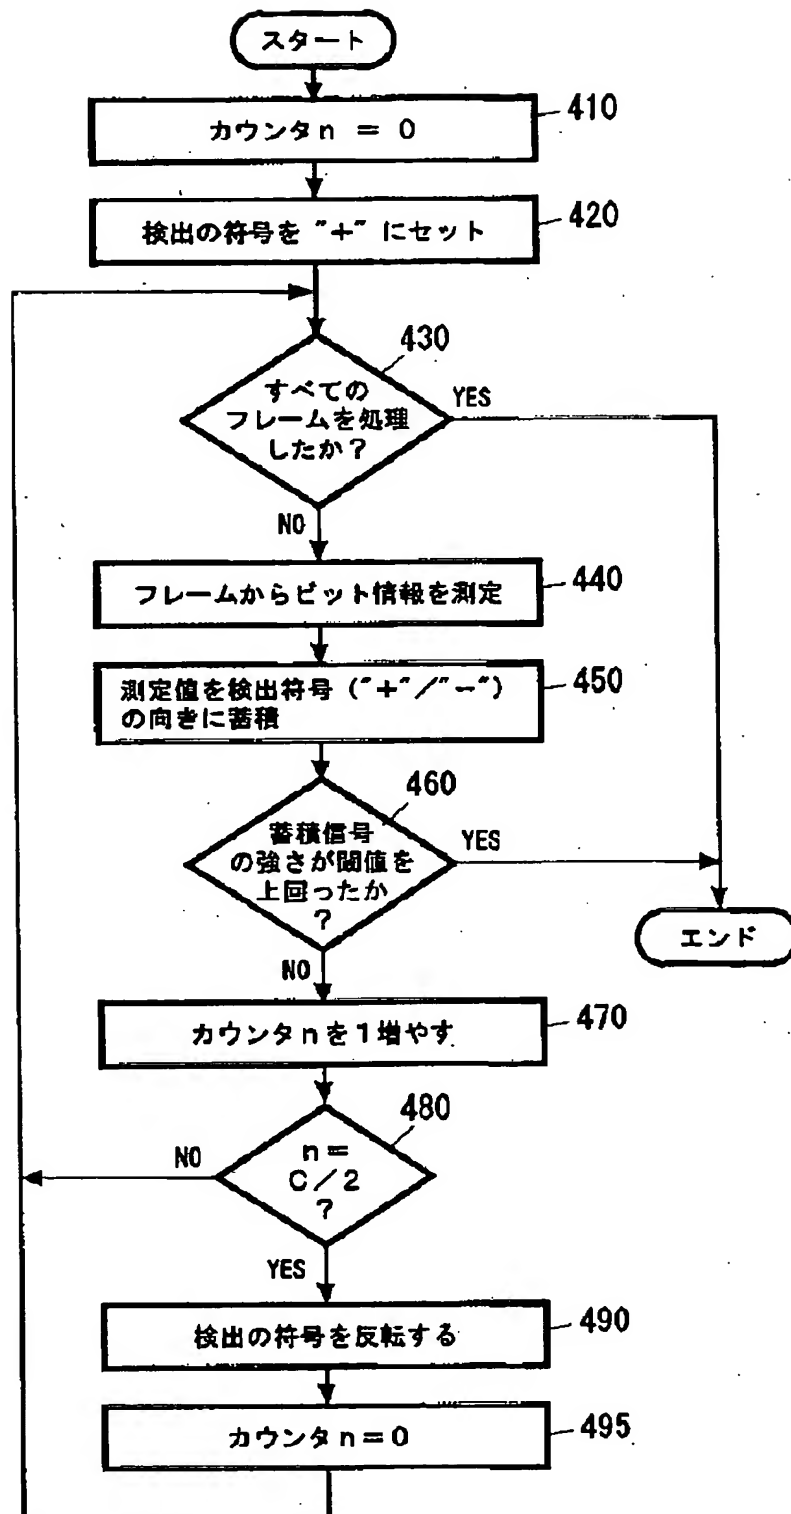 スタート
カウンタn = 0
410
検出の符号を "+" にセット
420
430
すべての
フレームを処理
したか？
YES
NO
フレームからビット情報を測定
440
測定値を検出符号 ("+"/"−")
の向きに蓄積
450
460
蓄積信号
の強さが閾値を
上回ったか
？
YES
エンド
NO
カウンタnを1増やす
470
480
n=
C/2
？
NO
YES
検出の符号を反転する
490
カウンタn=0
495